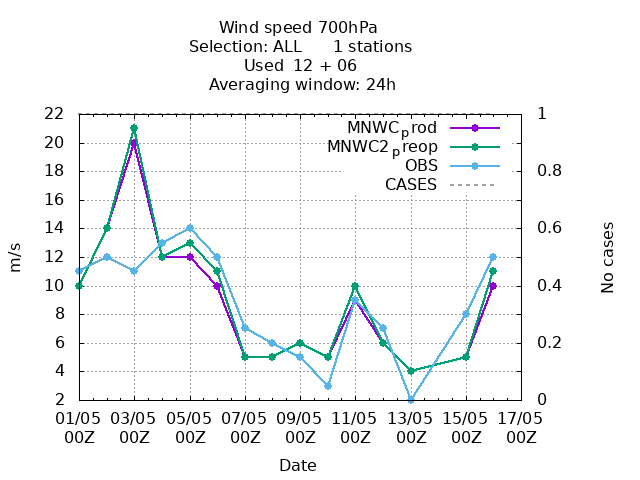 Wind speed 700hPa
Selection: ALL 1 stations
Used 12 + 06
Averaging window: 24h
22 1
MNWC_prod
20
MNWC2_preop
18 0.8
OBS
16
CASES
14 0.6
12
10 0.4
8
6 0.2
4
2 0
m/s
No cases
01/05 03/05 05/05 07/05 09/05 11/05 13/05 15/05 17/05
00Z 00Z 00Z 00Z 00Z 00Z 00Z 00Z 00Z
Date